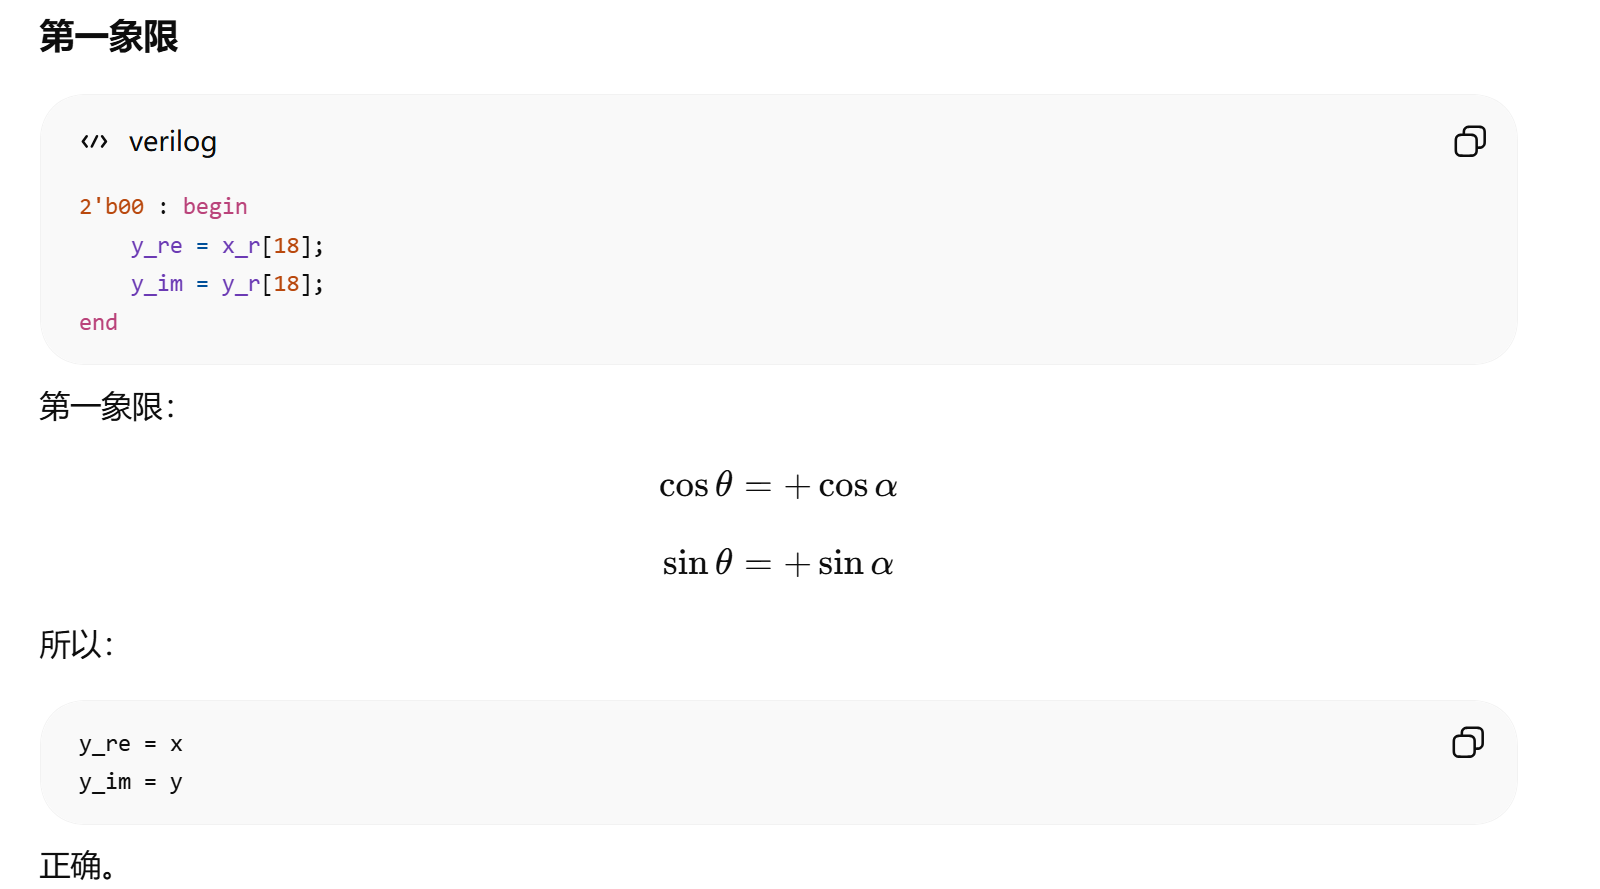 第一象限
verilog
2'b00 : begin
y_re = x_r[18];
y_im = y_r[18];
end
第一象限：
cos θ = + cos α
sin θ = + sin α
所以：
y_re = x
y_im = y
正确。